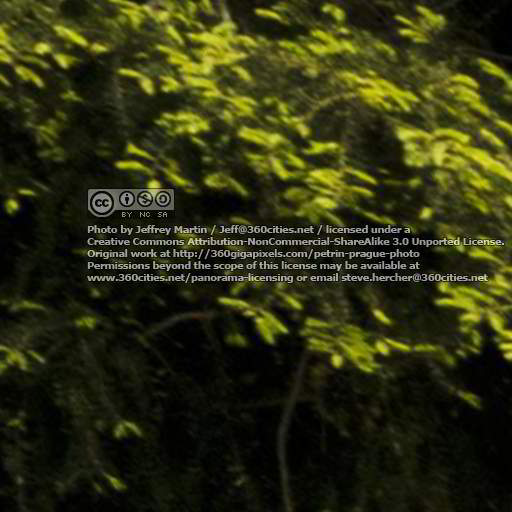 cc
BY NC SA
Photo by Jeffrey Martin / Jeff@360cities.net / licensed under a
Creative Commons Attribution-NonCommercial-ShareAlike 3.0 Unported License.
Original work at http://360gigapixels.com/petrin-prague-photo
Permissions beyond the scope of this license may be available at
www.360cities.net/panorama-licensing or email steve.hercher@360cities.net